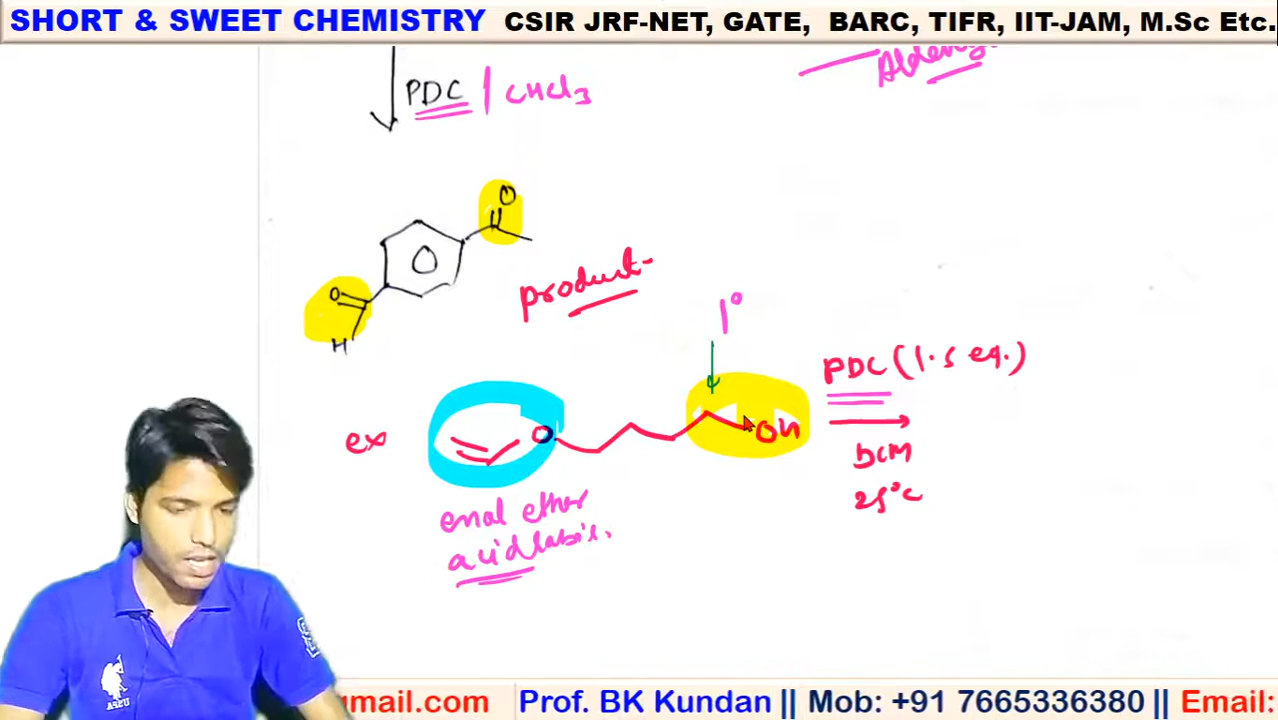 SHORT & SWEET CHEMISTRY CSIR JRF-NET, GATE, BARC, TIFR, IIT-JAM, M.Sc Etc.
PDC | CHCl3
O
O
O
H
product-
1°
PDC (1.5 eq.)
ex
O
OH
DCM
25°C
enol ether
acid labile.
gmail.com Prof. BK Kundan || Mob: +91 7665336380 || Email: